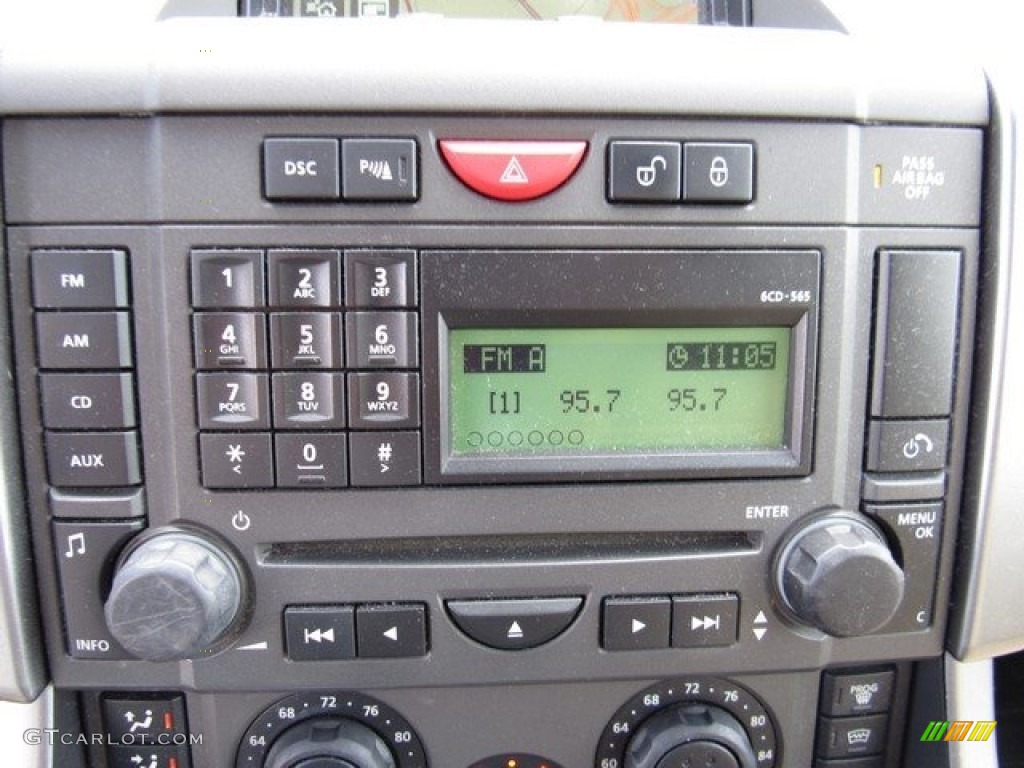 DSC P
PASS
AIRBAG
OFF
FM
AM
CD
AUX
1 2 ABC 3 DEF
4 GHI 5 JKL 6 MNO
7 PQRS 8 TUV 9 WXYZ
* < 0 # >
6CD-565
FM A 11:05
[1] 95.7 95.7
ENTER
MENU
OK
INFO
C
64 68 72 76 80
60 64 68 72 76 80 84
PROG
GTCARLOT.COM